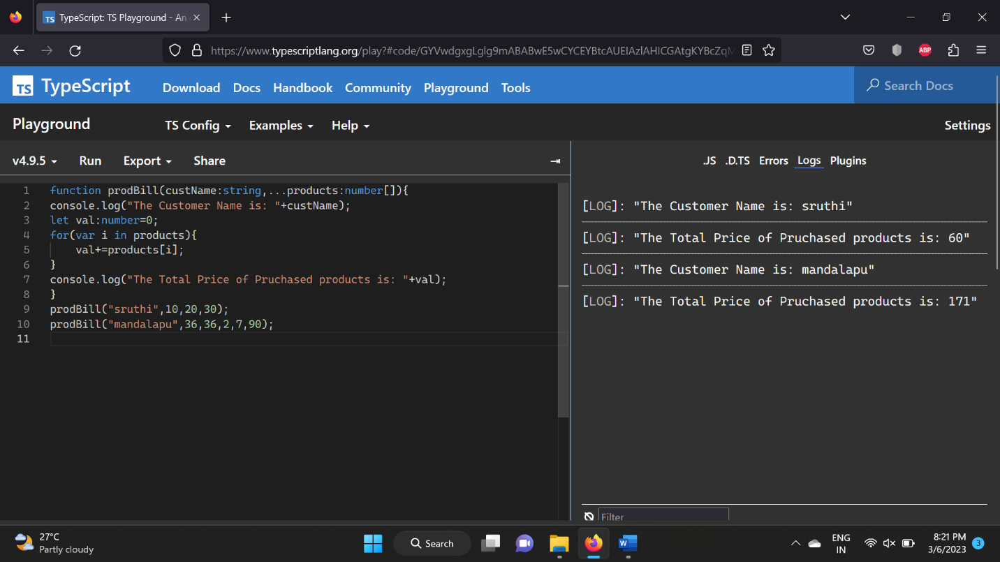 TS TypeScript: TS Playground - An
https://www.typescriptlang.org/play?#code/
ABP
TS TypeScript Download Docs Handbook Community Playground Tools Search Docs
Playground TS Config Examples Help Settings
v4.9.5 Run Export Share
.JS .D.TS Errors Logs Plugins
1 function prodBill(custName:string,...products:number[]){
2 console.log("The Customer Name is: "+custName);
3 let val:number=0;
4 for(var i in products){
5 val+=products[i];
6 }
7 console.log("The Total Price of Pruchased products is: "+val);
8 }
9 prodBill("sruthi",10,20,30);
10 prodBill("mandalapu",36,36,2,7,90);
11
[LOG]: "The Customer Name is: sruthi"
[LOG]: "The Total Price of Pruchased products is: 60"
[LOG]: "The Customer Name is: mandalapu"
[LOG]: "The Total Price of Pruchased products is: 171"
Filter
27°C
Partly cloudy
Search
W
ENG
IN
8:21 PM
3/6/2023
3